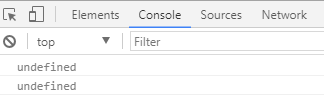 Elements Console Sources Network
top Filter
undefined
undefined